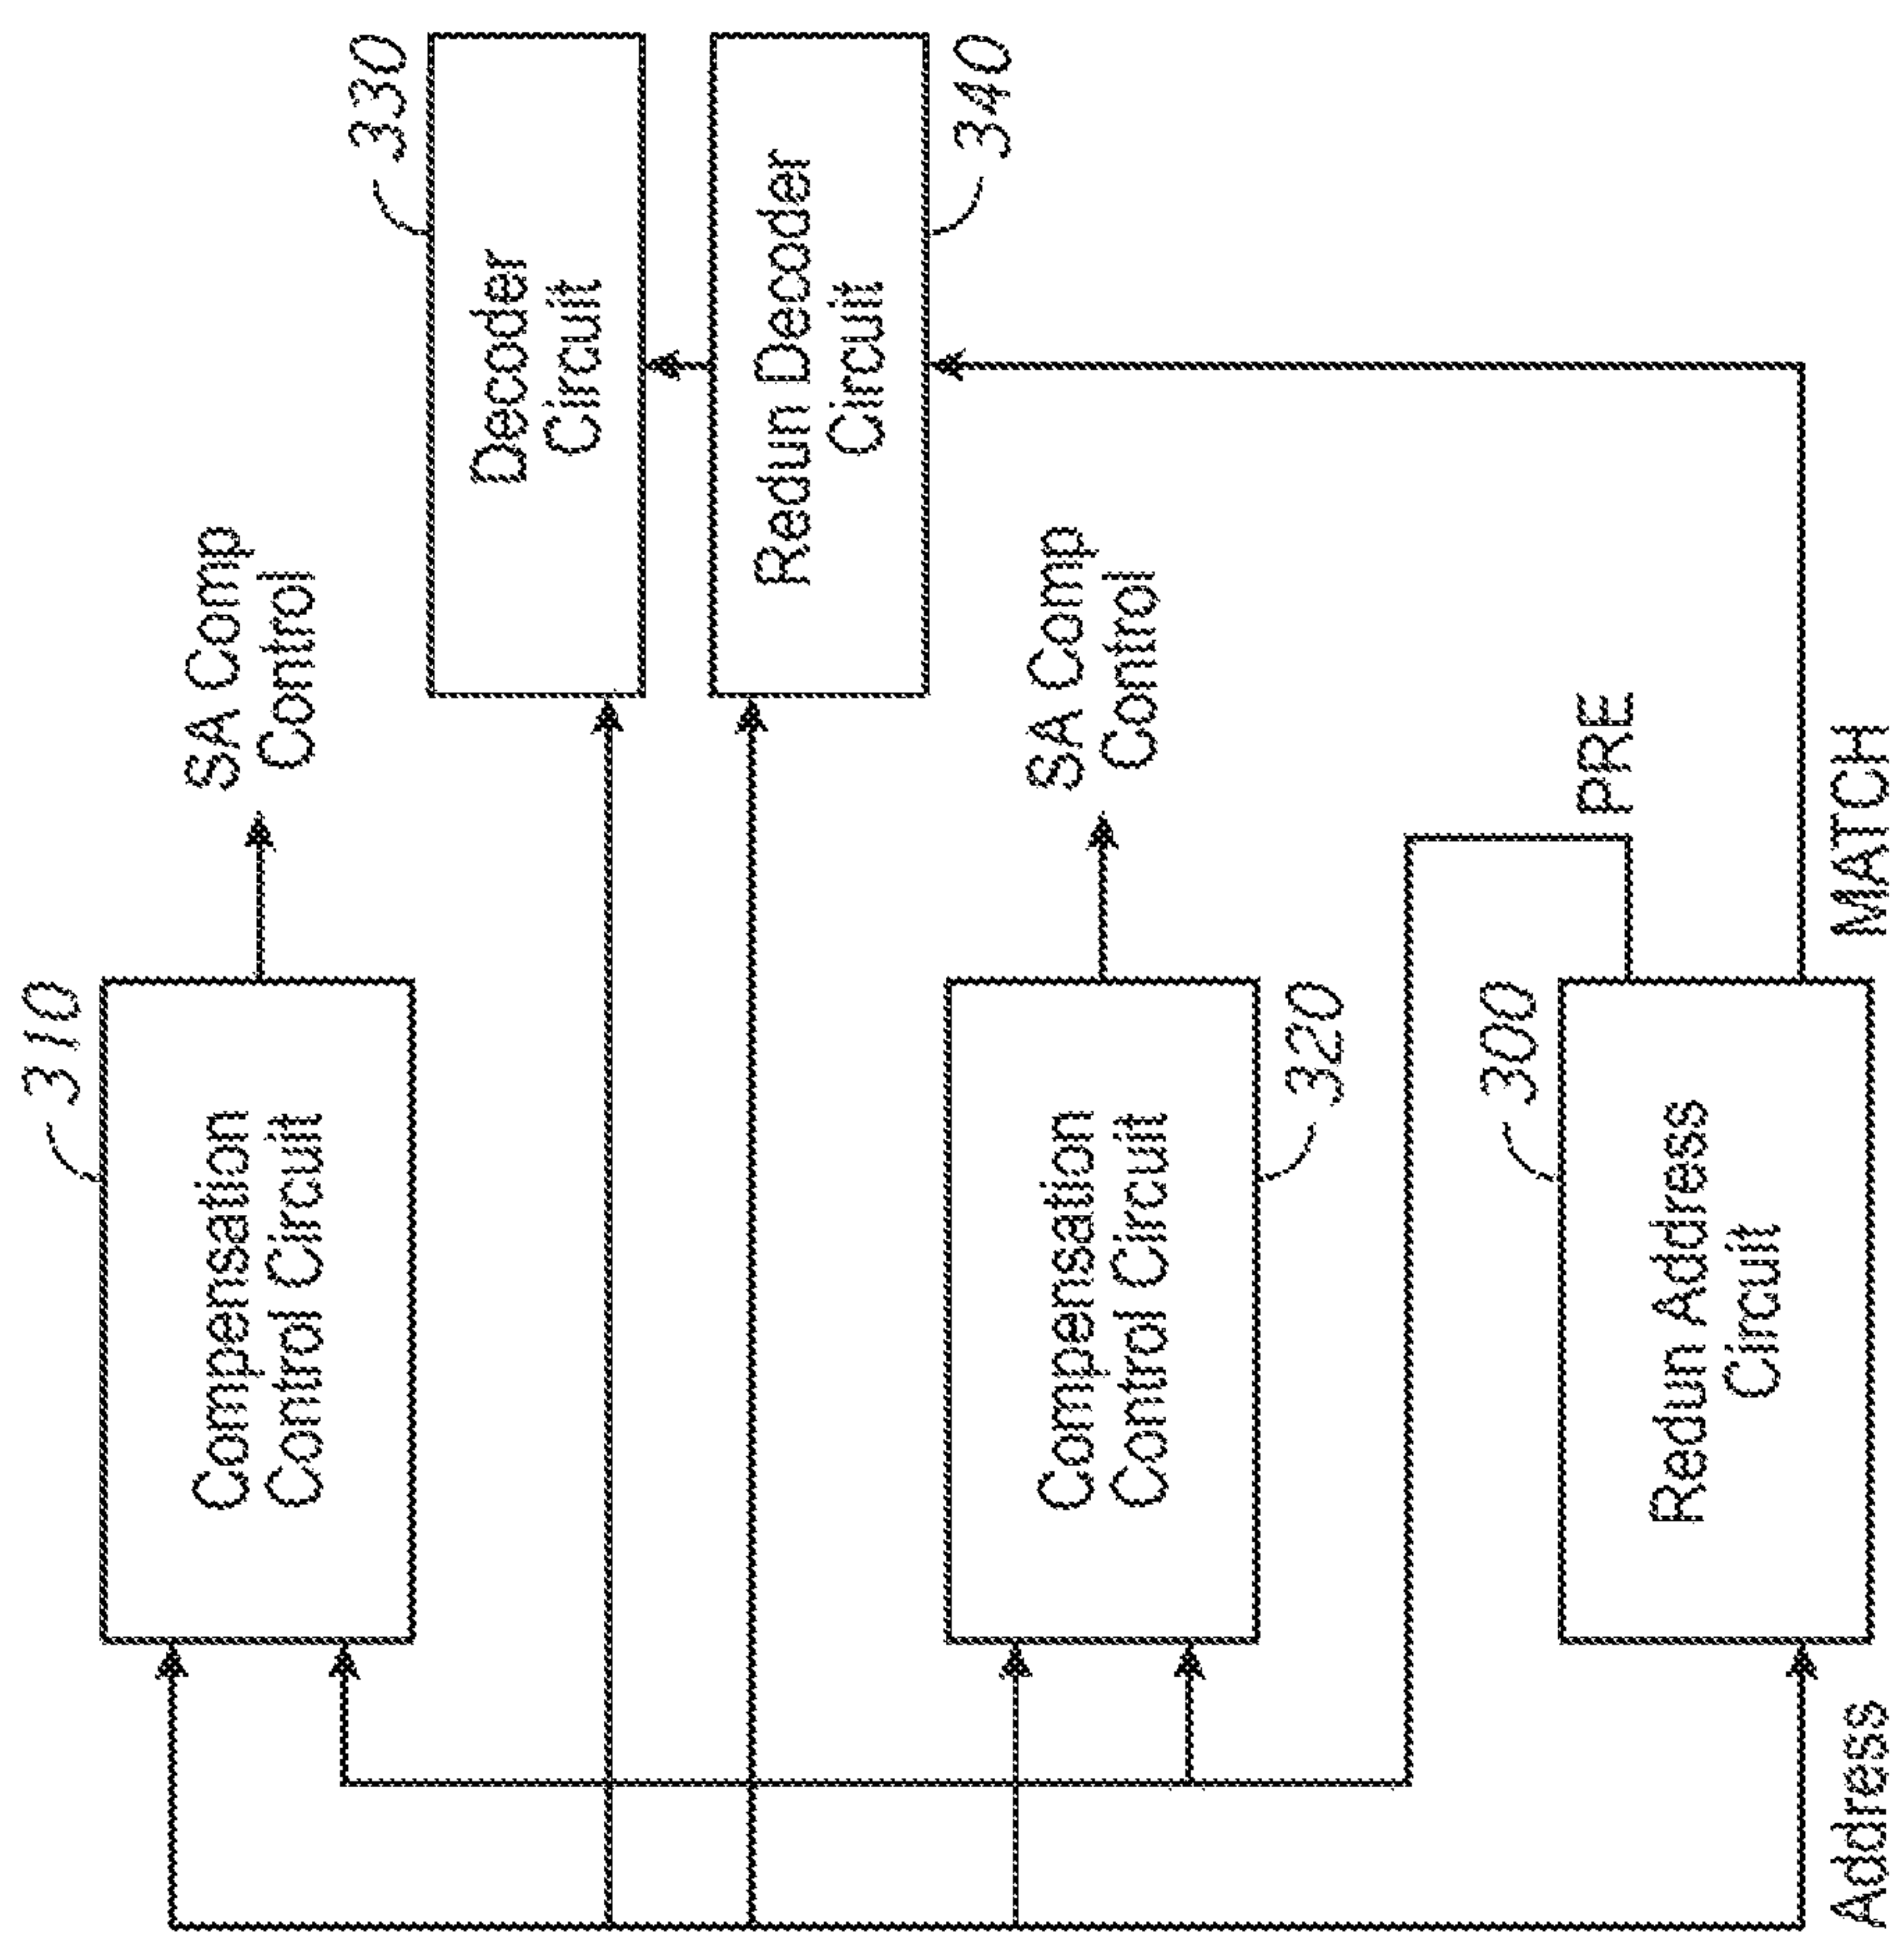 310
Compensation
Control Circuit
SA Comp
Control
330
Decoder
Circuit
Redun Decoder
Circuit
340
Compensation
Control Circuit
320
SA Comp
Control
PRE
300
Redun Address
Circuit
Address
MATCH